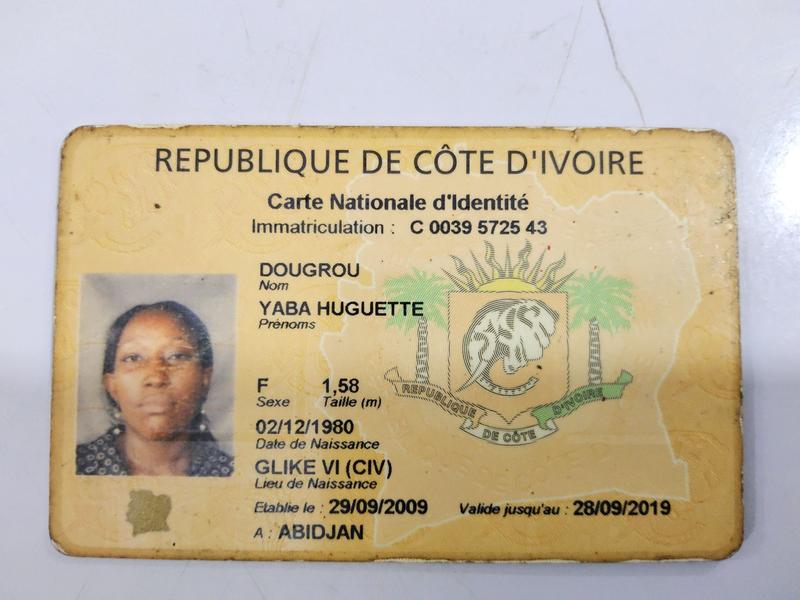 REPUBLIQUE DE CÔTE D'IVOIRE
Carte Nationale d'Identité
Immatriculation : C 0039 5725 43
DOUGROU
Nom
YABA HUGUETTE
Prénoms
F 1,58
Sexe Taille (m)
02/12/1980
Date de Naissance
GLIKE VI (CIV)
Lieu de Naissance
Etablie le : 29/09/2009 Valide jusqu'au : 28/09/2019
A : ABIDJAN
REPUBLIQUE
DE CÔTE
D'IVOIRE